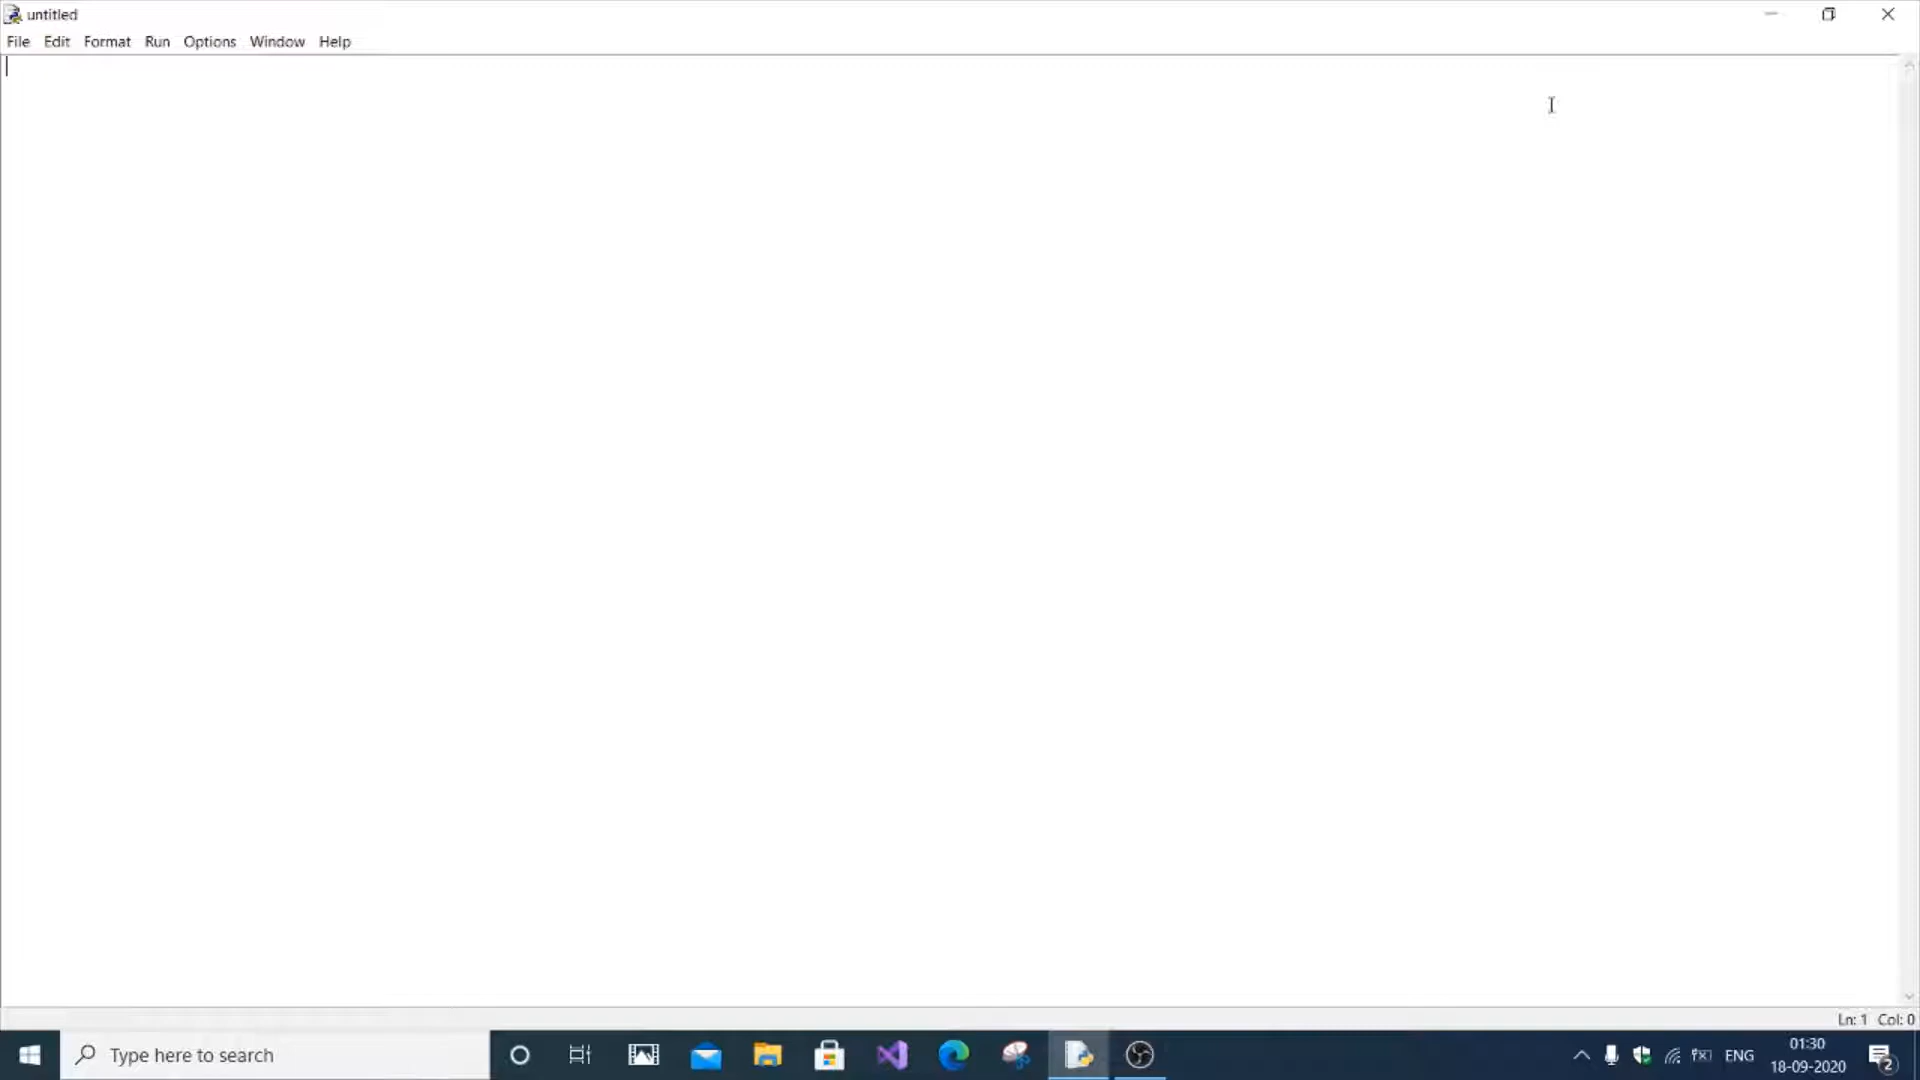 untitled
File Edit Format Run Options Window Help
Ln: 1 Col: 0
Type here to search
ENG
01:30
18-09-2020
2